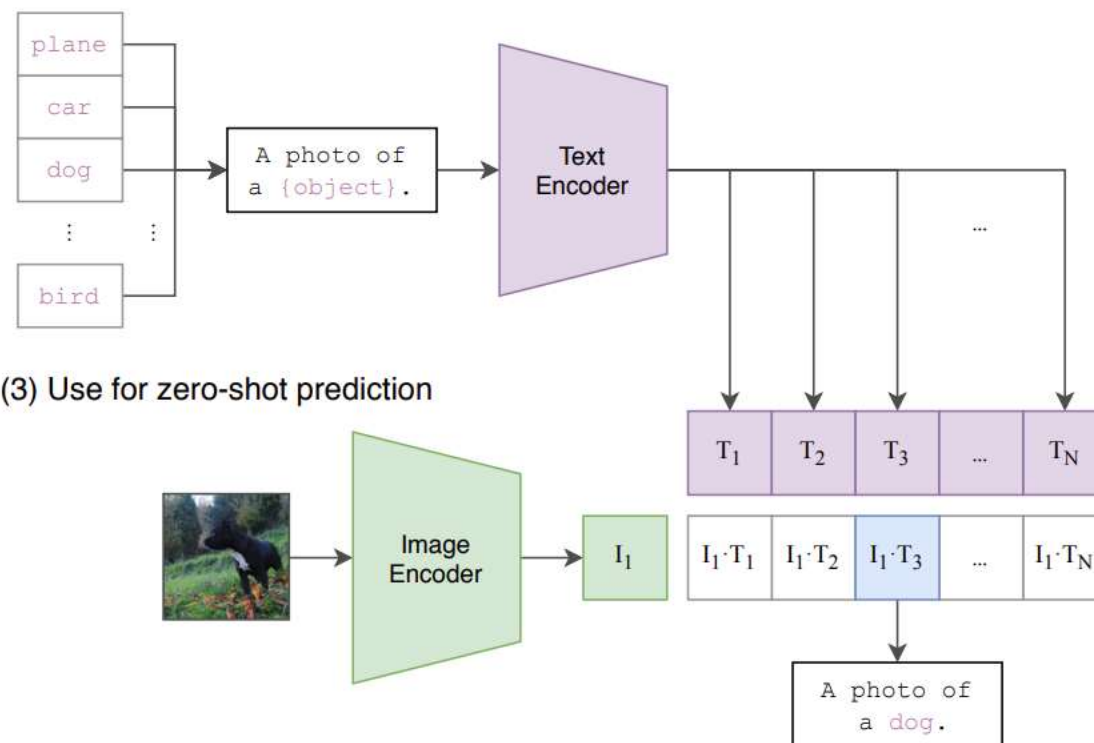 plane
car
dog
⋮ ⋮
bird
A photo of
a {object}.
Text
Encoder
...
(3) Use for zero-shot prediction
T1 T2 T3 ... TN
Image
Encoder
I1
I1·T1 I1·T2 I1·T3 ... I1·TN
A photo of
a dog.